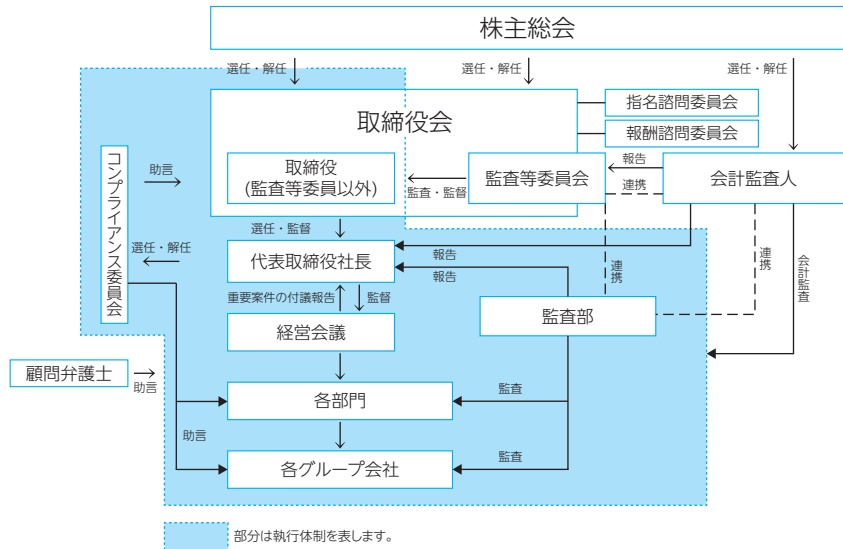 株主総会
選任・解任
選任・解任
選任・解任
取締役会
指名諮問委員会
報酬諮問委員会
コンプライアンス委員会
助言
取締役
(監査等委員以外)
監査・監督
監査等委員会
報告
連携
会計監査人
選任・監督
選任・解任
代表取締役社長
報告
報告
連携
連携
会計監査
重要案件の付議報告
監督
経営会議
監査部
顧問弁護士
助言
各部門
監査
助言
各グループ会社
監査
部分は執行体制を表します。